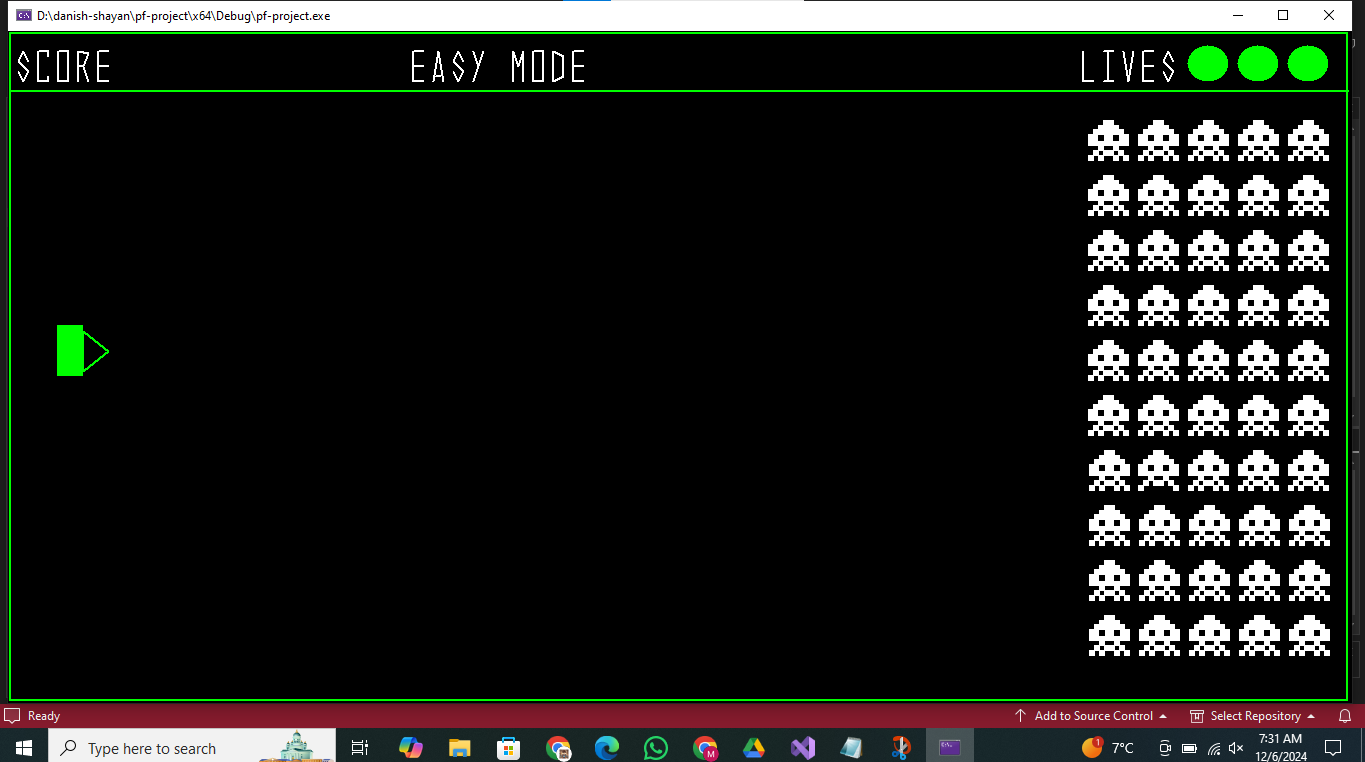 D:\danish-shayan\pf-project\x64\Debug\pf-project.exe
SCORE EASY MODE LIVES
Ready Add to Source Control Select Repository
Type here to search 1 7°C 7:31 AM
12/6/2024
M